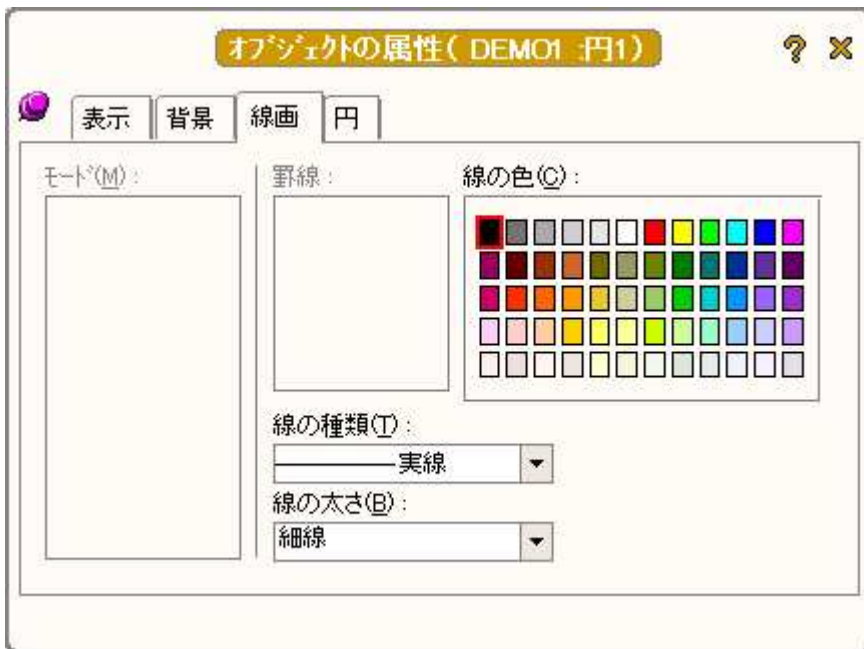 オブジェクトの属性( DEMO1 :円1)
表示 背景 線画 円
ﾓｰﾄﾞ(M) :
罫線 :
線の色(C) :
線の種類(T) :
実線
線の太さ(B) :
細線